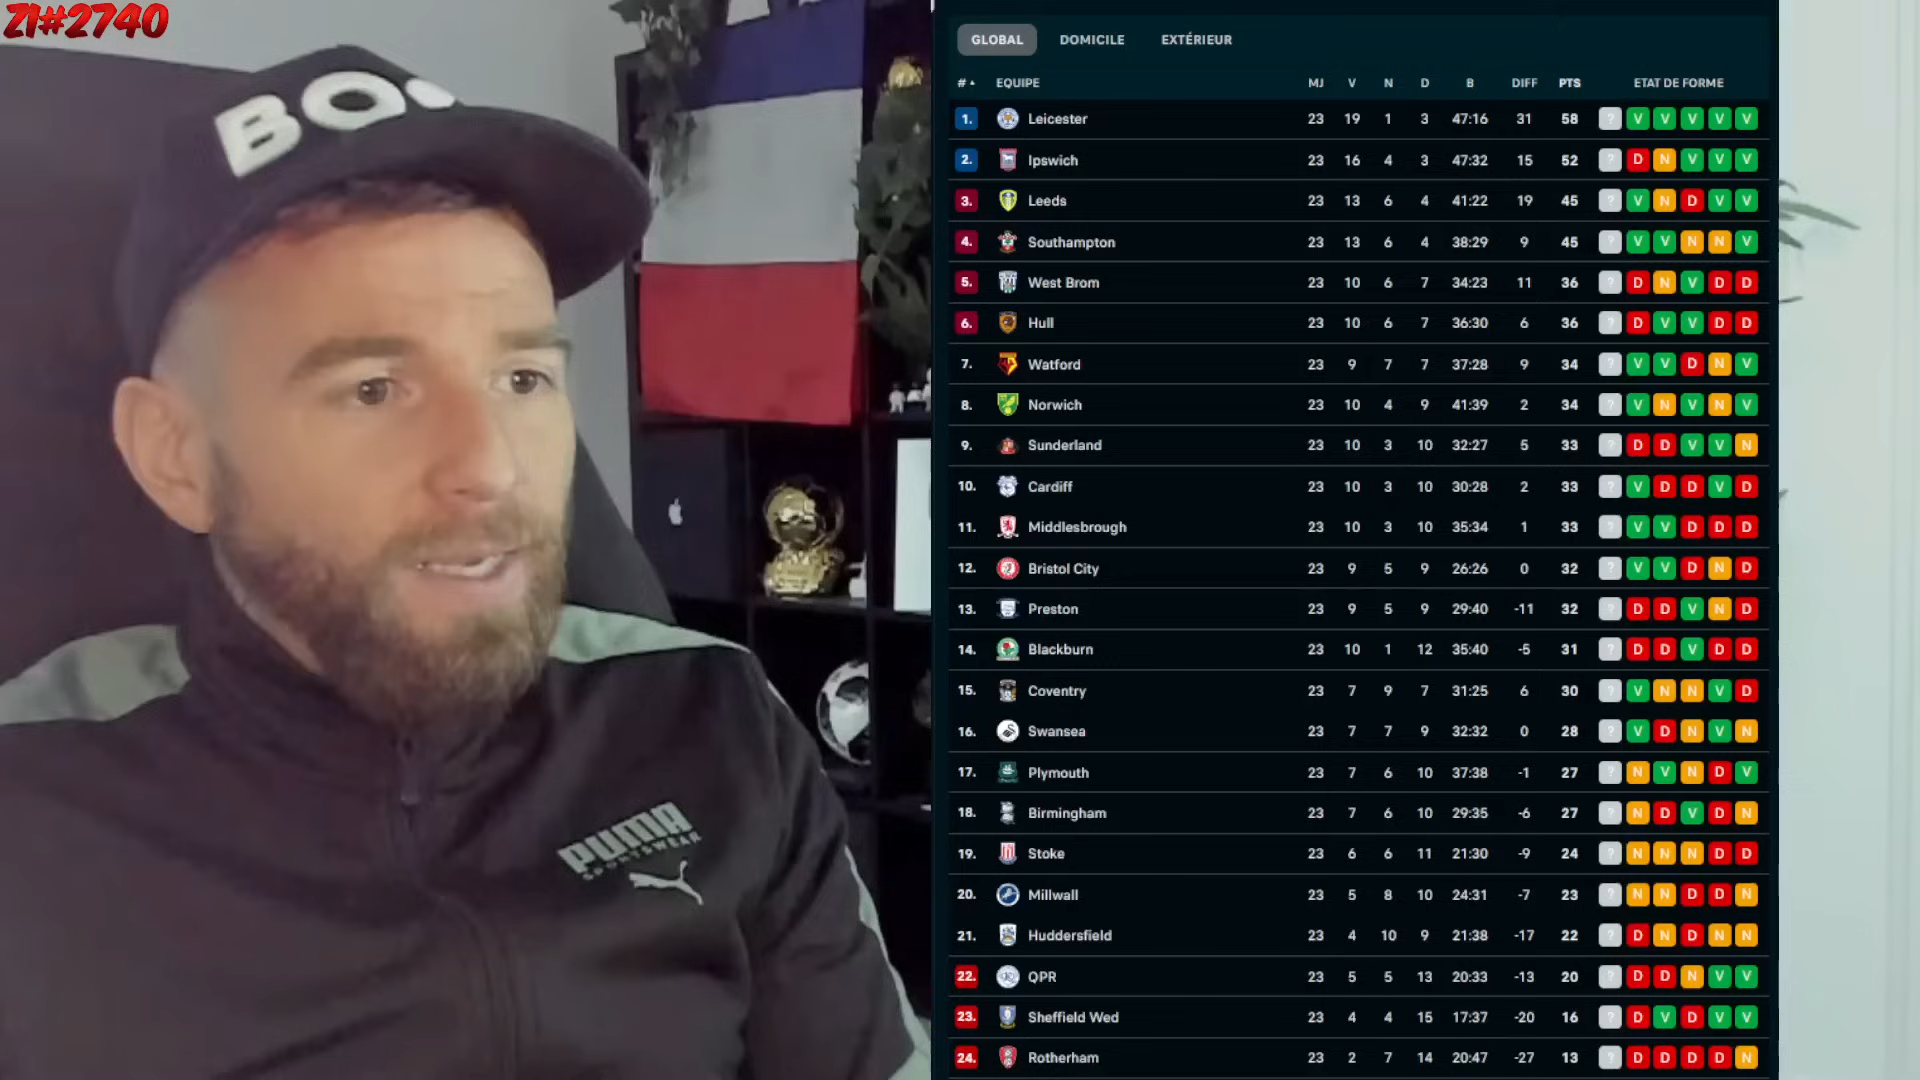 ZI#2740
BO
PUMA
SPORTSWEAR
GLOBAL DOMICILE EXTÉRIEUR
# EQUIPE MJ V N D B DIFF PTS ETAT DE FORME
1. Leicester 23 19 1 3 47:16 31 58 ? V V V V V
2. Ipswich 23 16 4 3 47:32 15 52 ? D N V V V
3. Leeds 23 13 6 4 41:22 19 45 ? V N D V V
4. Southampton 23 13 6 4 38:29 9 45 ? V V N N V
5. West Brom 23 10 6 7 34:23 11 36 ? D N V D D
6. Hull 23 10 6 7 36:30 6 36 ? D V V D D
7. Watford 23 9 7 7 37:28 9 34 ? V V D N V
8. Norwich 23 10 4 9 41:39 2 34 ? V N V N V
9. Sunderland 23 10 3 10 32:27 5 33 ? D D V V N
10. Cardiff 23 10 3 10 30:28 2 33 ? V D D V D
11. Middlesbrough 23 10 3 10 35:34 1 33 ? V V D D D
12. Bristol City 23 9 5 9 26:26 0 32 ? V V D N D
13. Preston 23 9 5 9 29:40 -11 32 ? D D V N D
14. Blackburn 23 10 1 12 35:40 -5 31 ? D D V D D
15. Coventry 23 7 9 7 31:25 6 30 ? V N N V D
16. Swansea 23 7 7 9 32:32 0 28 ? V D N V N
17. Plymouth 23 7 6 10 37:38 -1 27 ? N V N D V
18. Birmingham 23 7 6 10 29:35 -6 27 ? N D V D N
19. Stoke 23 6 6 11 21:30 -9 24 ? N N N D D
20. Millwall 23 5 8 10 24:31 -7 23 ? N N D D N
21. Huddersfield 23 4 10 9 21:38 -17 22 ? D N D N N
22. QPR 23 5 5 13 20:33 -13 20 ? D D N V V
23. Sheffield Wed 23 4 4 15 17:37 -20 16 ? D V D V V
24. Rotherham 23 2 7 14 20:47 -27 13 ? D D D D N